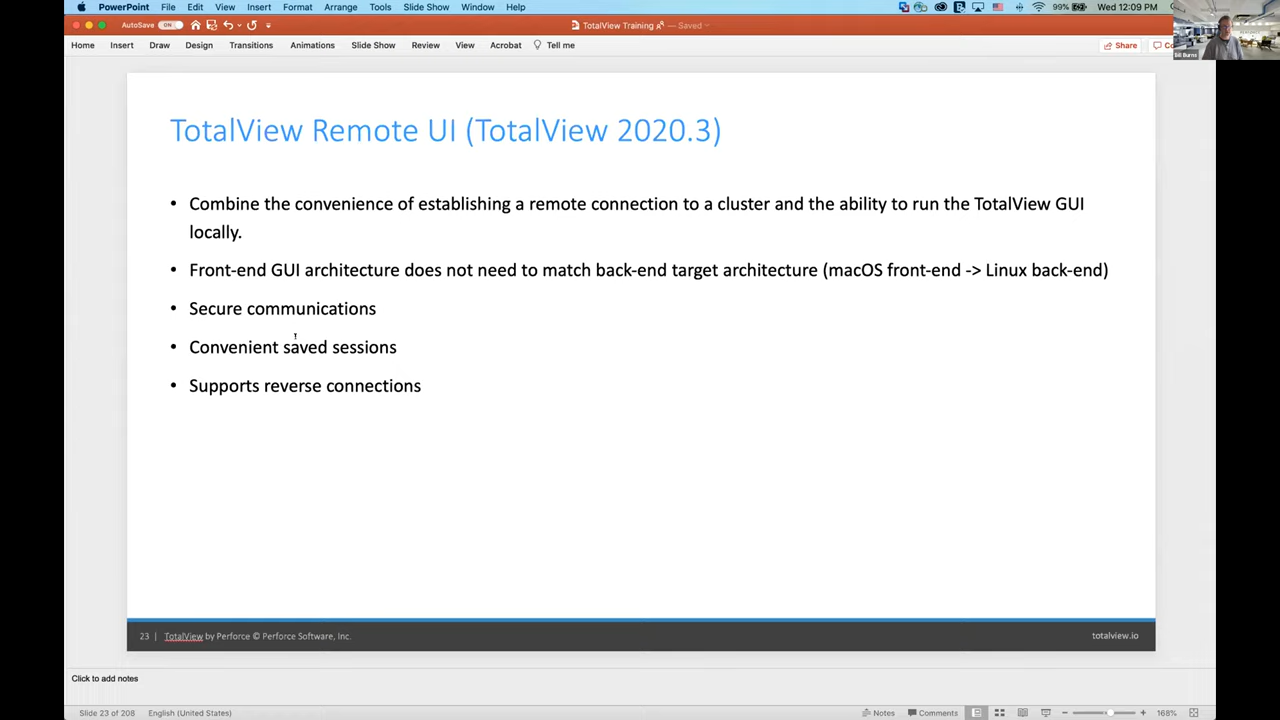 PowerPoint File Edit View Insert Format Arrange Tools Slide Show Window Help 99% Wed 12:09 PM
AutoSave ON TotalView Training — Saved
Home Insert Draw Design Transitions Animations Slide Show Review View Acrobat Tell me Share Co
Bill Burns
TotalView Remote UI (TotalView 2020.3)
• Combine the convenience of establishing a remote connection to a cluster and the ability to run the TotalView GUI
locally.
• Front-end GUI architecture does not need to match back-end target architecture (macOS front-end -> Linux back-end)
• Secure communications
• Convenient saved sessions
• Supports reverse connections
23 | TotalView by Perforce © Perforce Software, Inc. totalview.io
Click to add notes
Slide 23 of 208 English (United States) Notes Comments 168%